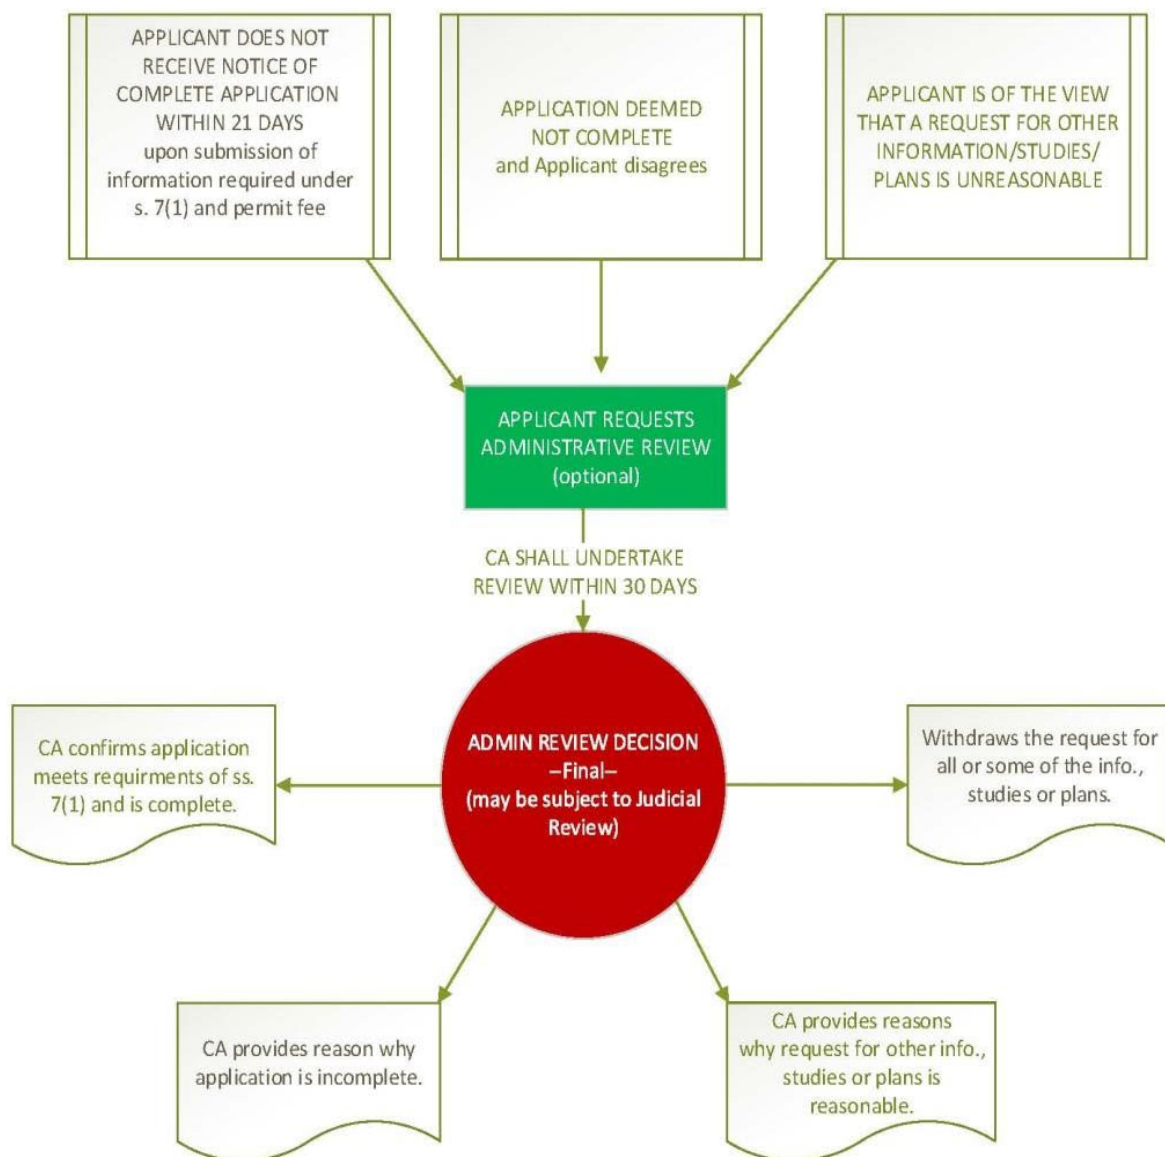 APPLICANT DOES NOT
RECEIVE NOTICE OF
COMPLETE APPLICATION
WITHIN 21 DAYS
upon submission of
information required under
s. 7(1) and permit fee
APPLICATION DEEMED
NOT COMPLETE
and Applicant disagrees
APPLICANT IS OF THE VIEW
THAT A REQUEST FOR OTHER
INFORMATION/STUDIES/
PLANS IS UNREASONABLE
APPLICANT REQUESTS
ADMINISTRATIVE REVIEW
(optional)
CA SHALL UNDERTAKE
REVIEW WITHIN 30 DAYS
ADMIN REVIEW DECISION
–Final–
(may be subject to Judicial
Review)
CA confirms application
meets requirments of ss.
7(1) and is complete.
Withdraws the request for
all or some of the info.,
studies or plans.
CA provides reason why
application is incomplete.
CA provides reasons
why request for other info.,
studies or plans is
reasonable.